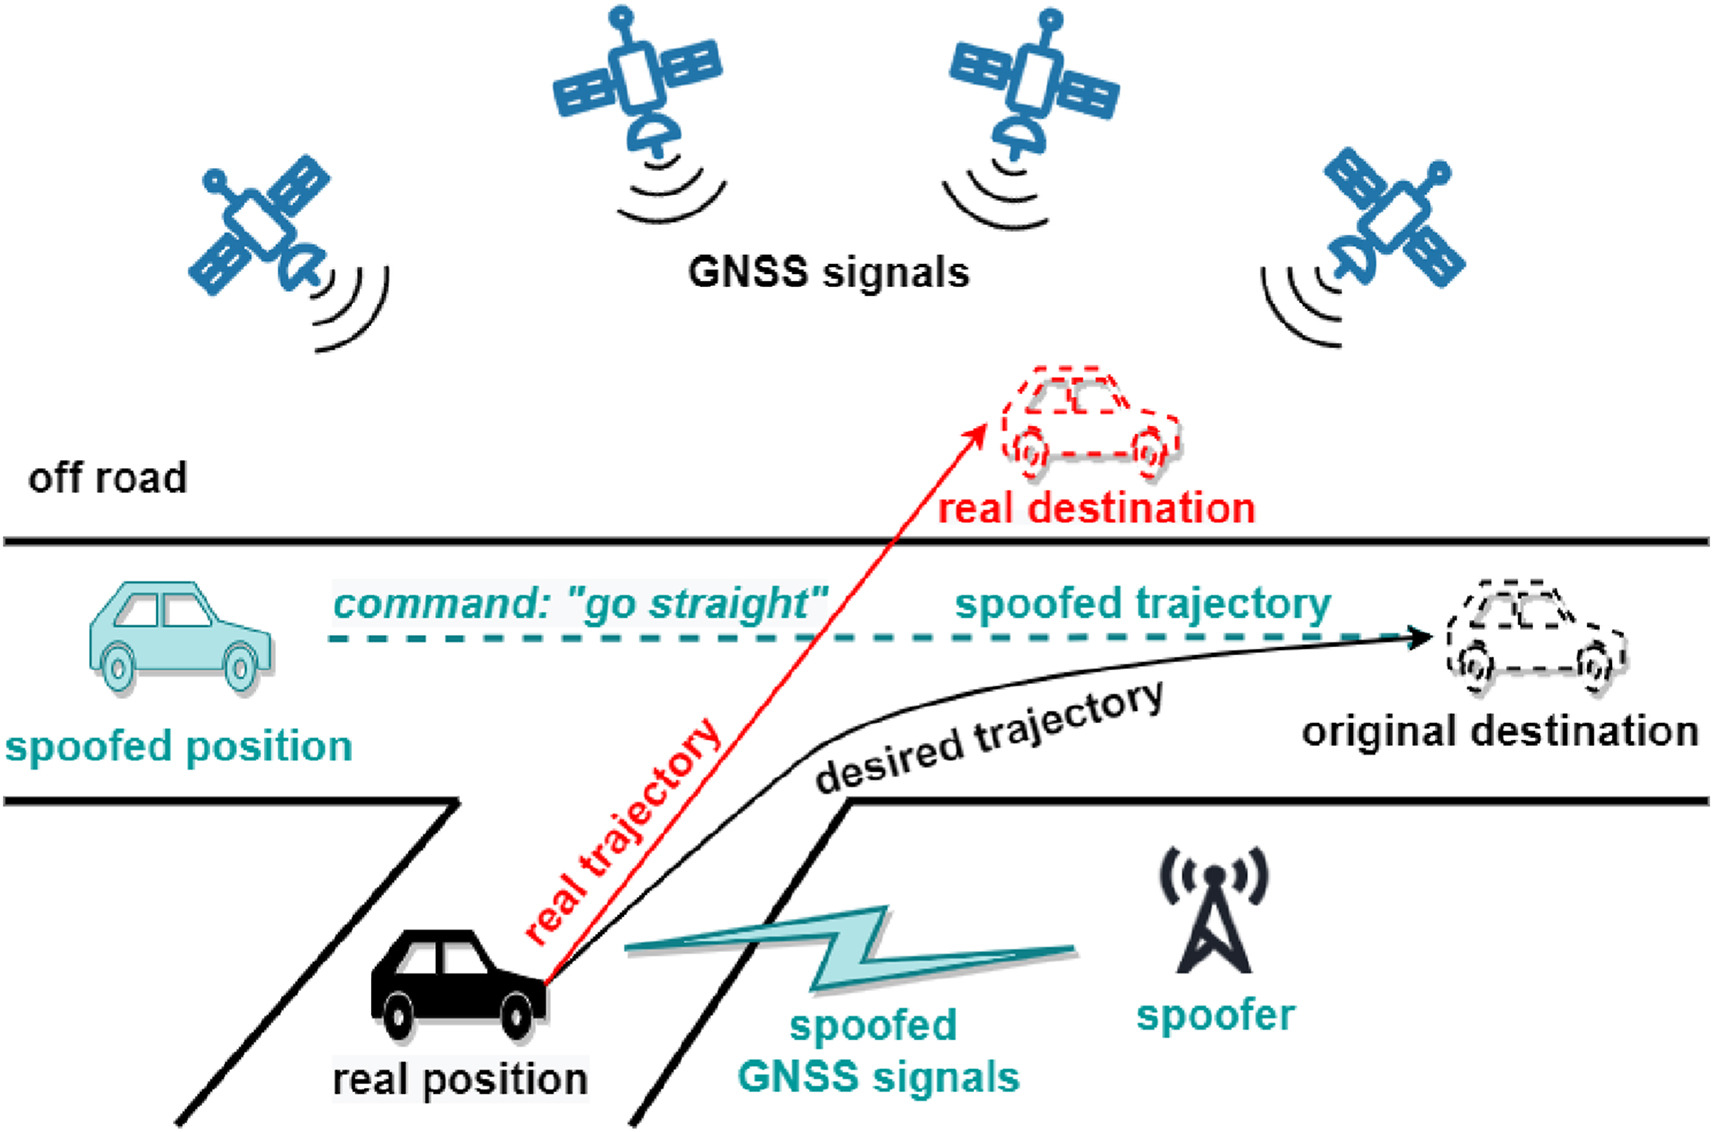 GNSS signals
off road
real destination
command: "go straight"
spoofed trajectory
spoofed position
real trajectory
desired trajectory
original destination
real position
spoofed
GNSS signals
spoofer